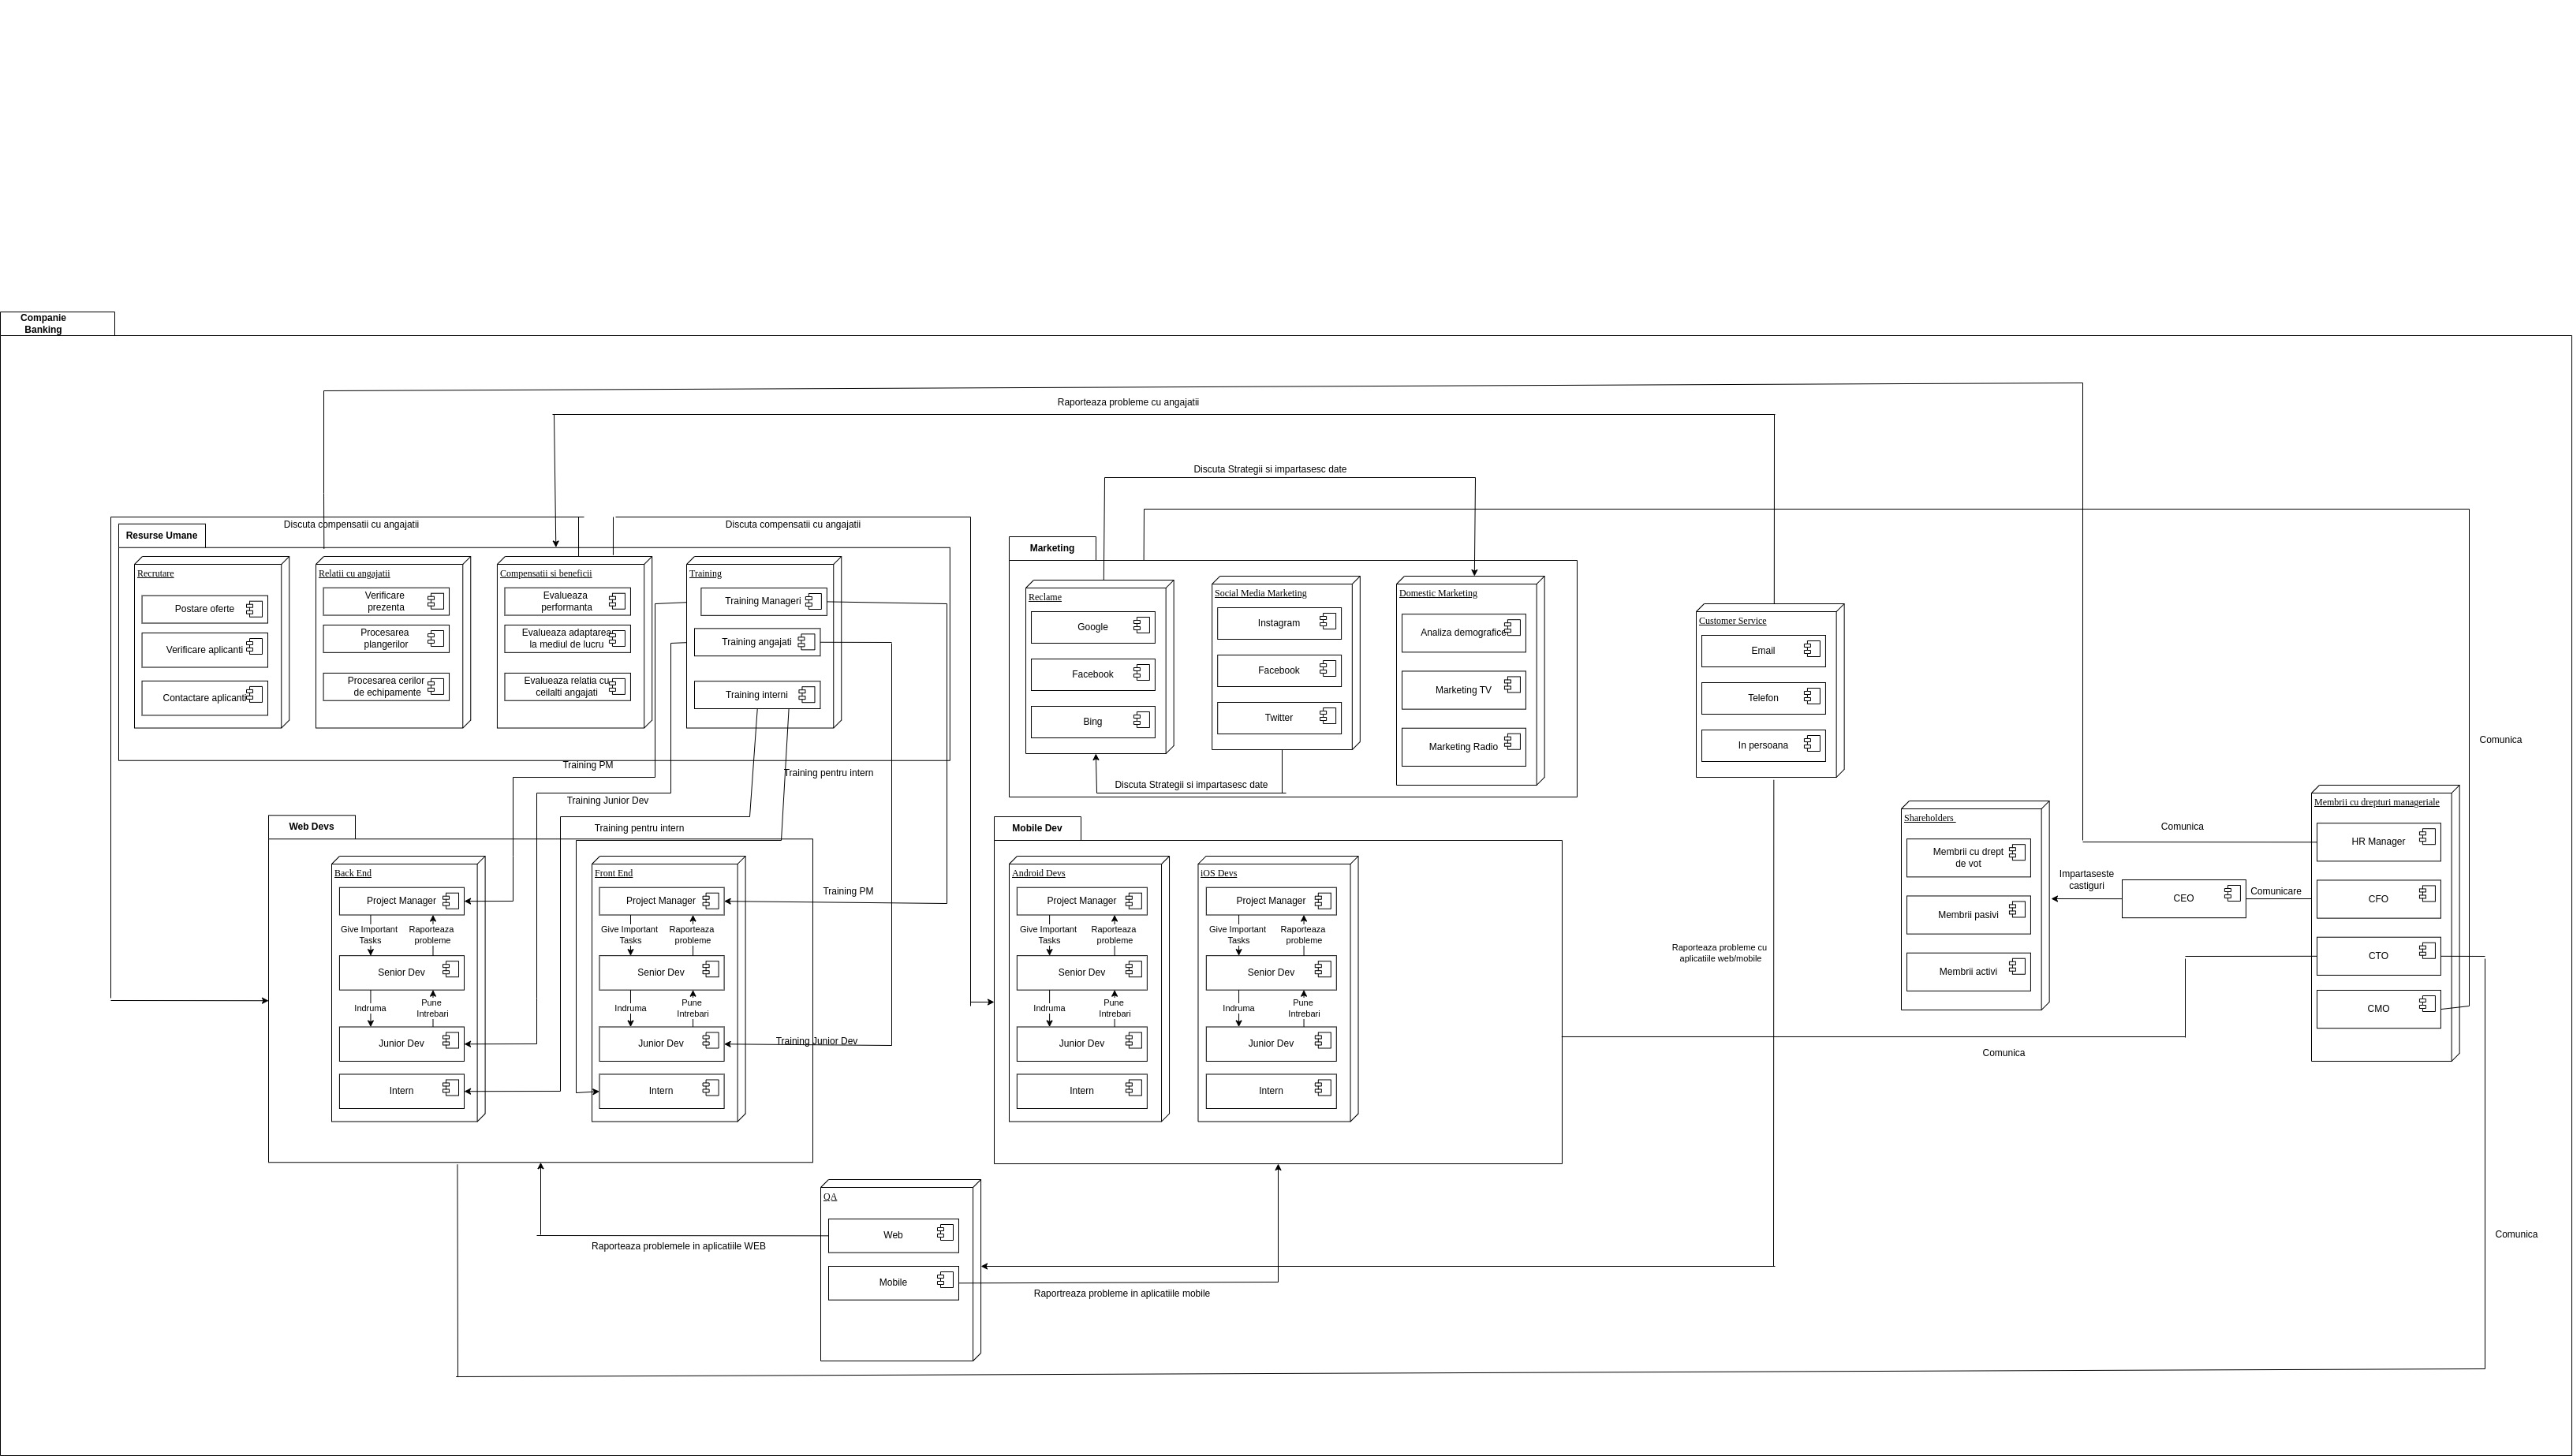 Companie
Banking
Raporteaza probleme cu angajatii
Discuta Strategii si impartasesc date
Discuta compensatii cu angajatii
Discuta compensatii cu angajatii
Resurse Umane
Recrutare
Postare oferte
Verificare aplicanti
Contactare aplicanti
Relatii cu angajatii
Verificare
prezenta
Procesarea
plangerilor
Procesarea cerilor
de echipamente
Compensatii si beneficii
Evalueaza
performanta
Evalueaza adaptarea
la mediul de lucru
Evalueaza relatia cu
ceilalti angajati
Training
Training Manageri
Training angajati
Training interni
Marketing
Reclame
Google
Facebook
Bing
Social Media Marketing
Instagram
Facebook
Twitter
Domestic Marketing
Analiza demografice
Marketing TV
Marketing Radio
Discuta Strategii si impartasesc date
Customer Service
Email
Telefon
In persoana
Comunica
Training PM
Training pentru intern
Training Junior Dev
Training pentru intern
Web Devs
Back End
Project Manager
Give Important
Tasks
Raporteaza
probleme
Senior Dev
Indruma
Pune
Intrebari
Junior Dev
Intern
Front End
Project Manager
Give Important
Tasks
Raporteaza
probleme
Senior Dev
Indruma
Pune
Intrebari
Junior Dev
Intern
Training PM
Training Junior Dev
Mobile Dev
Android Devs
Project Manager
Give Important
Tasks
Raporteaza
probleme
Senior Dev
Indruma
Pune
Intrebari
Junior Dev
Intern
iOS Devs
Project Manager
Give Important
Tasks
Raporteaza
probleme
Senior Dev
Indruma
Pune
Intrebari
Junior Dev
Intern
Raporteaza probleme cu
aplicatiile web/mobile
Shareholders
Membrii cu drept
de vot
Membrii pasivi
Membrii activi
Impartaseste
castiguri
CEO
Comunicare
Comunica
Membrii cu drepturi manageriale
HR Manager
CFO
CTO
CMO
Comunica
QA
Web
Mobile
Raporteaza problemele in aplicatiile WEB
Raportreaza probleme in aplicatiile mobile
Comunica